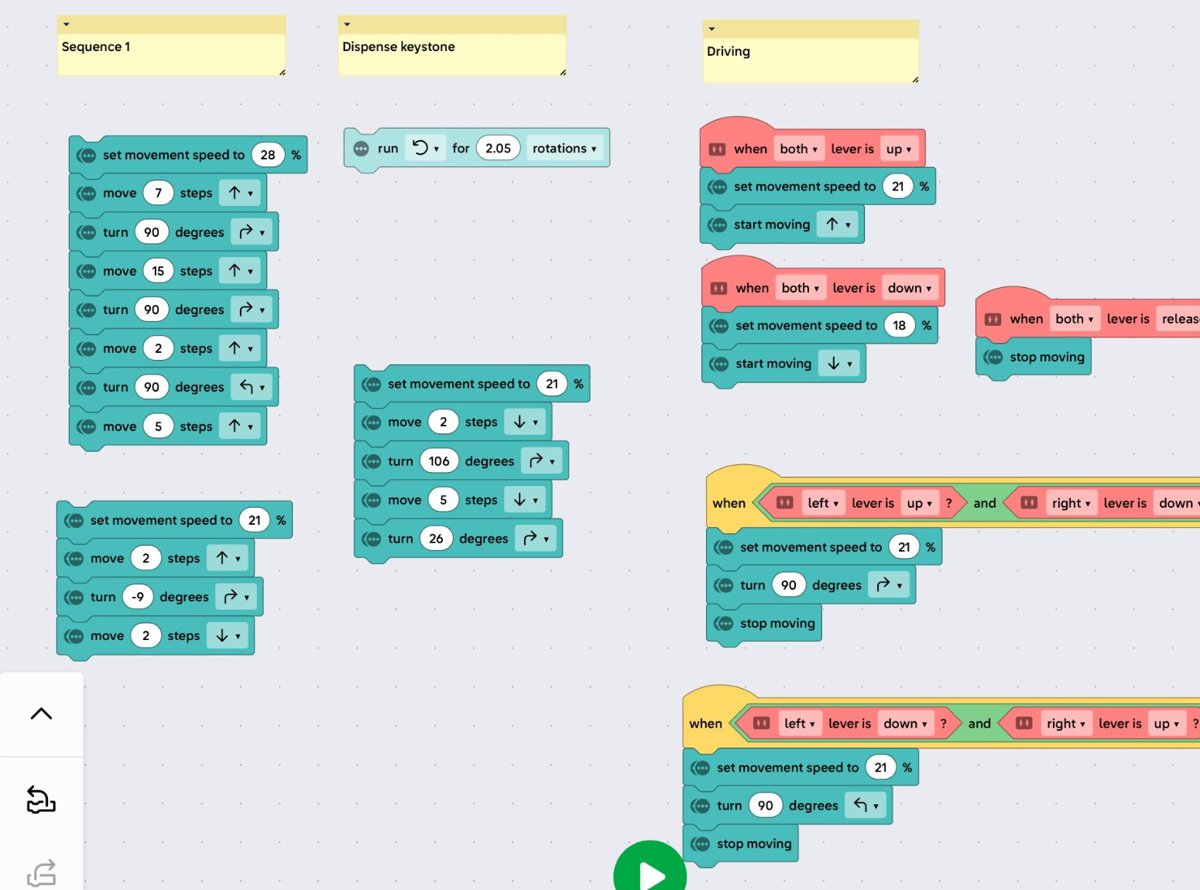 Sequence 1
set movement speed to 28 %
move 7 steps
turn 90 degrees
move 15 steps
turn 90 degrees
move 2 steps
turn 90 degrees
move 5 steps
set movement speed to 21 %
move 2 steps
turn -9 degrees
move 2 steps
Dispense keystone
run for 2.05 rotations
set movement speed to 21 %
move 2 steps
turn 106 degrees
move 5 steps
turn 26 degrees
Driving
when both lever is up
set movement speed to 21 %
start moving
when both lever is down
set movement speed to 18 %
start moving
when both lever is
stop moving
when left lever is up ? and right lever is down
set movement speed to 21 %
turn 90 degrees
stop moving
when left lever is down ? and right lever is up ?
set movement speed to 21 %
turn 90 degrees
stop moving